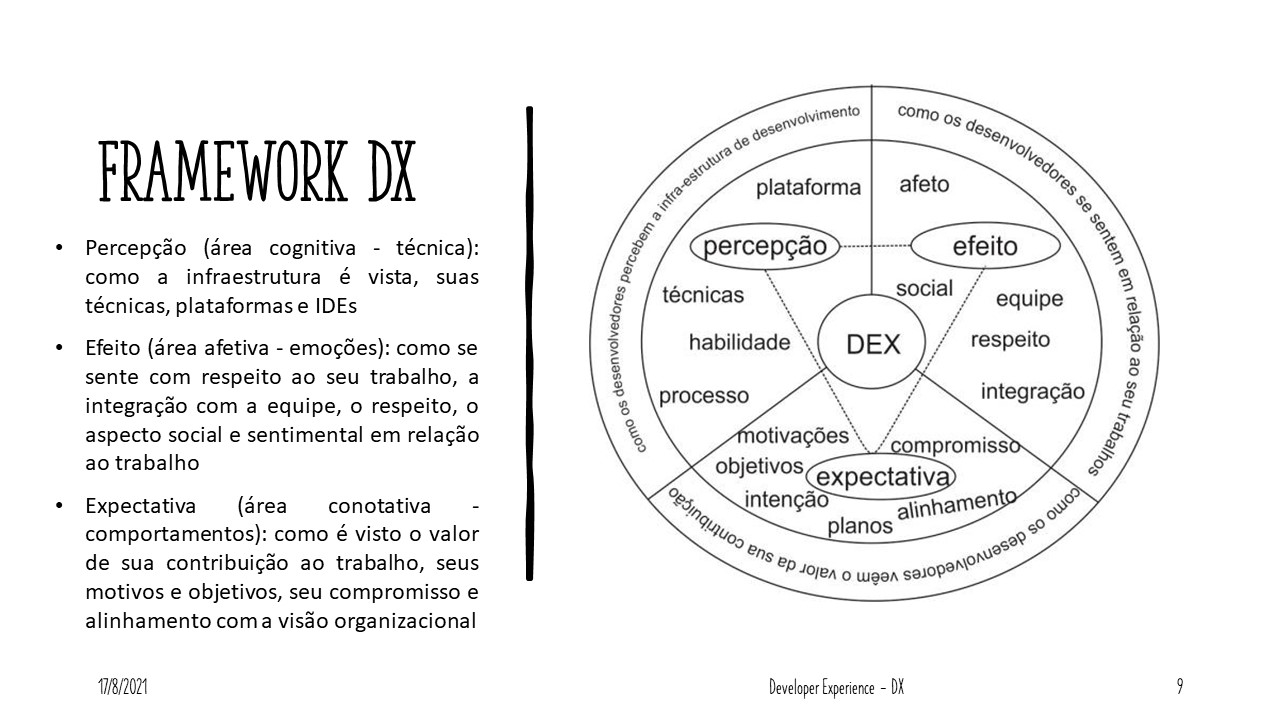 FRAMEWORK DX
• Percepção (área cognitiva - técnica):
como a infraestrutura é vista, suas
técnicas, plataformas e IDEs
• Efeito (área afetiva - emoções): como se
sente com respeito ao seu trabalho, a
integração com a equipe, o respeito, o
aspecto social e sentimental em relação
ao trabalho
• Expectativa (área conotativa -
comportamentos): como é visto o valor
de sua contribuição ao trabalho, seus
motivos e objetivos, seu compromisso e
alinhamento com a visão organizacional
como os desenvolvedores percebem a infra-estrutura de desenvolvimento
como os desenvolvedores se sentem em relação ao seu trabalhos
plataforma
afeto
percepção
efeito
social
técnicas
equipe
habilidade
DEX
respeito
processo
integração
motivações
compromisso
objetivos
expectativa
intenção
alinhamento
planos
como os desenvolvedores vêem o valor da sua contribuição
17/8/2021
Developer Experience - DX
9